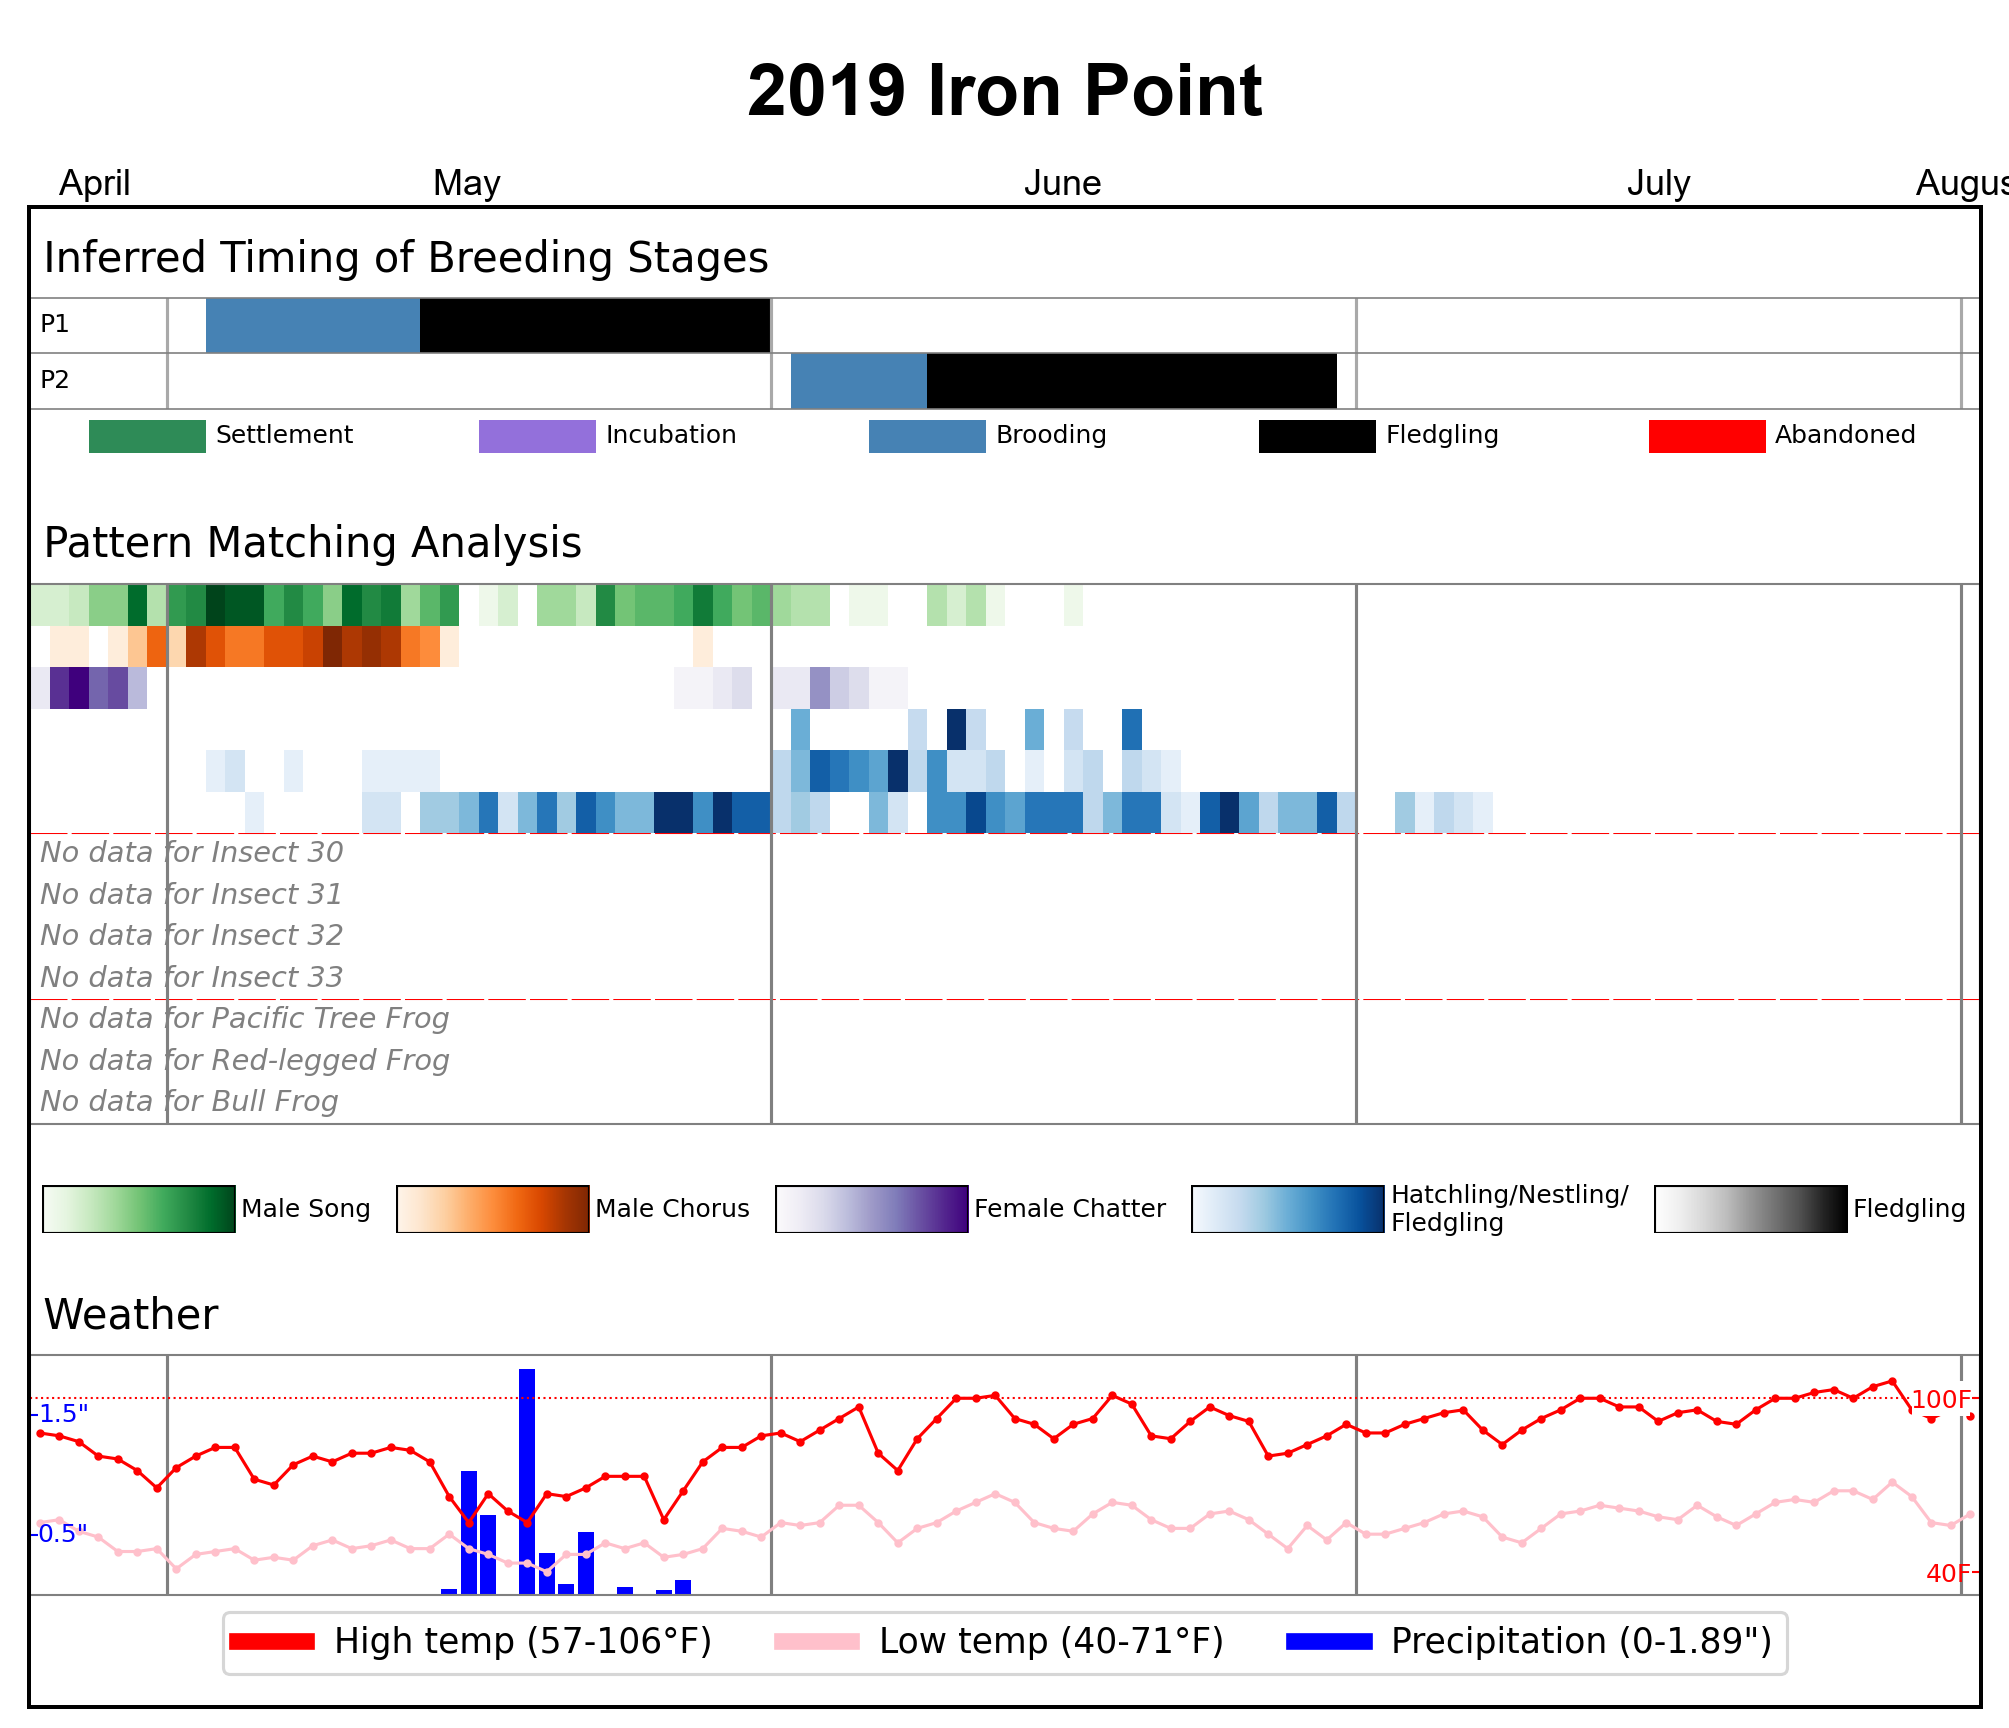 2019 Iron Point
April May June July Augus
Inferred Timing of Breeding Stages
P1
P2
Settlement Incubation Brooding Fledgling Abandoned
Pattern Matching Analysis
No data for Insect 30
No data for Insect 31
No data for Insect 32
No data for Insect 33
No data for Pacific Tree Frog
No data for Red-legged Frog
No data for Bull Frog
Male Song Male Chorus Female Chatter Hatchling/Nestling/
Fledgling Fledgling
Weather
1.5" 100F
0.5"
40F
High temp (57-106°F) Low temp (40-71°F) Precipitation (0-1.89")